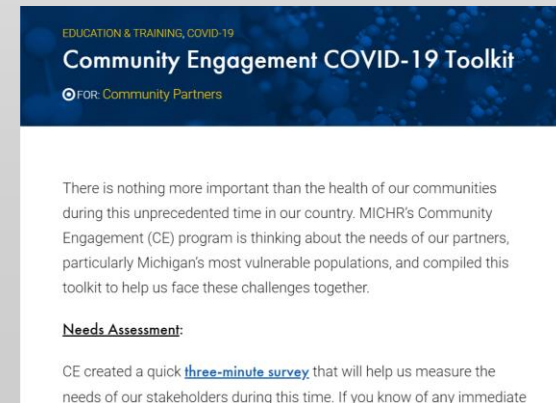 EDUCATION & TRAINING, COVID-19
Community Engagement COVID-19 Toolkit
FOR: Community Partners
There is nothing more important than the health of our communities
during this unprecedented time in our country. MICHR's Community
Engagement (CE) program is thinking about the needs of our partners,
particularly Michigan's most vulnerable populations, and compiled this
toolkit to help us face these challenges together.
Needs Assessment:
CE created a quick three-minute survey that will help us measure the
needs of our stakeholders during this time. If you know of any immediate